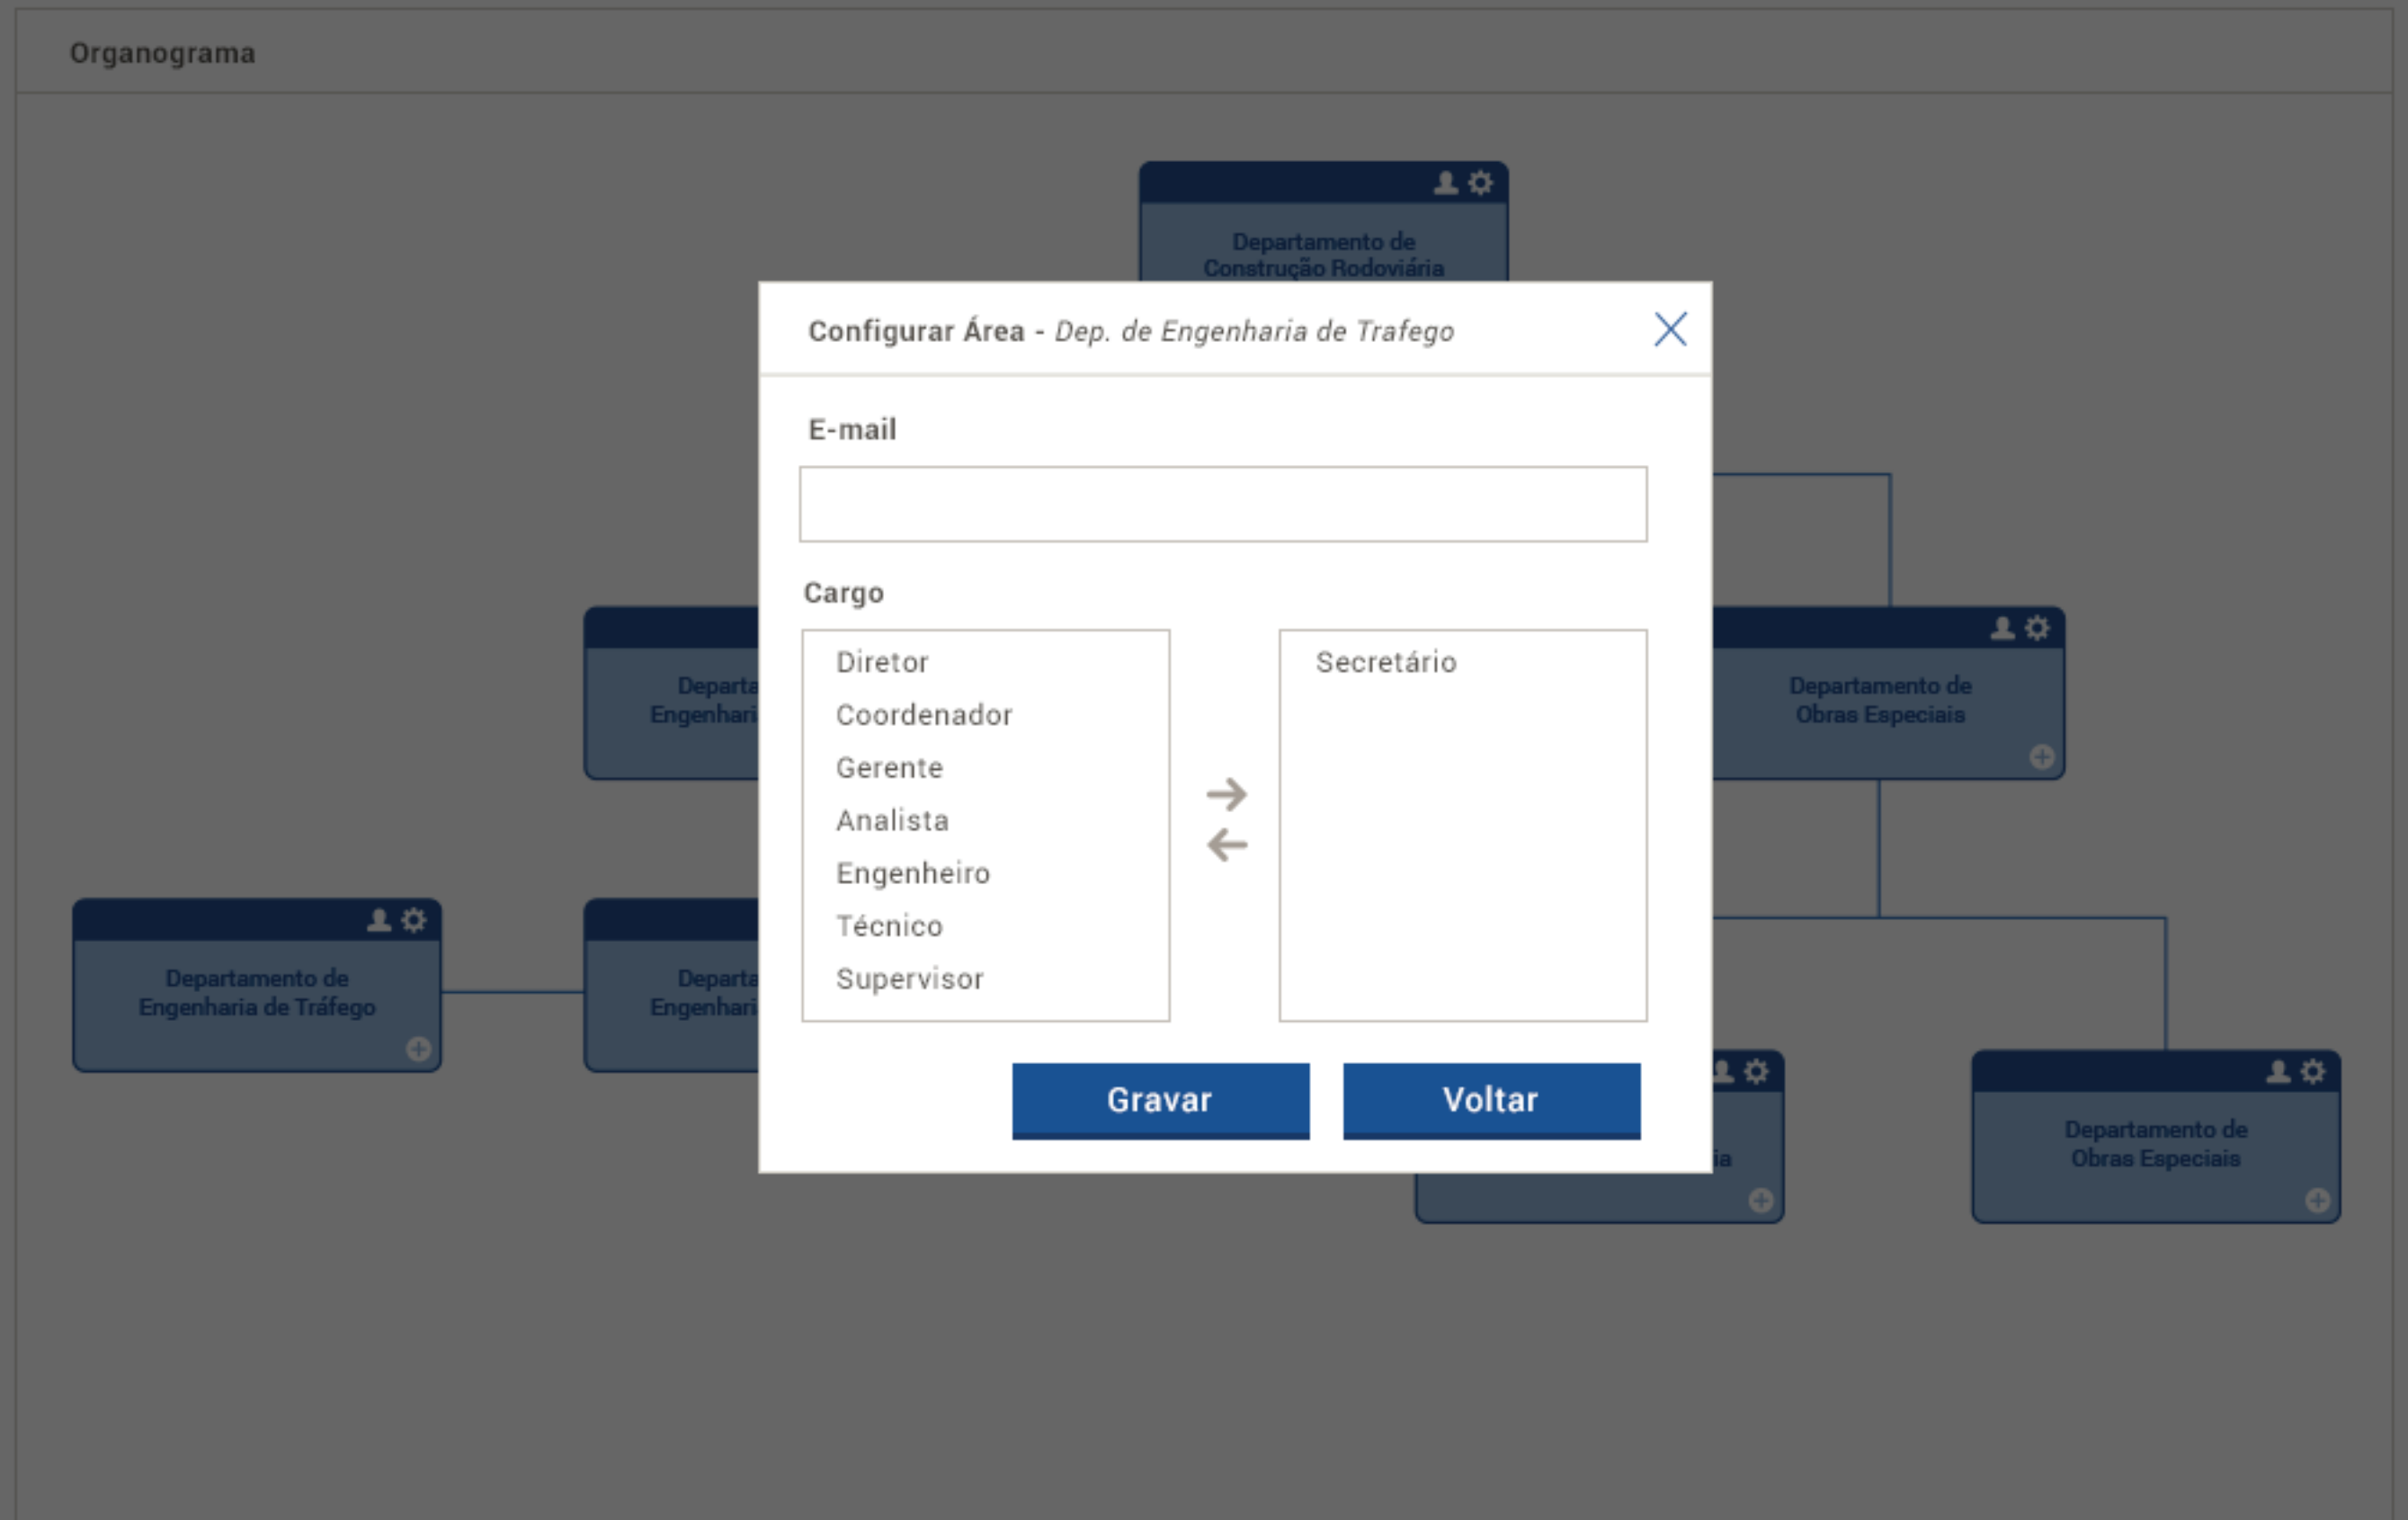 Organograma
Departamento de
Construção Rodoviária
Configurar Área - Dep. de Engenharia de Trafego
E-mail
Cargo
Diretor
Coordenador
Gerente
Analista
Engenheiro
Técnico
Supervisor
Secretário
Gravar
Voltar
Departamento de
Obras Especiais
Departamento de
Engenharia de Tráfego
Departamento de
Obras Especiais